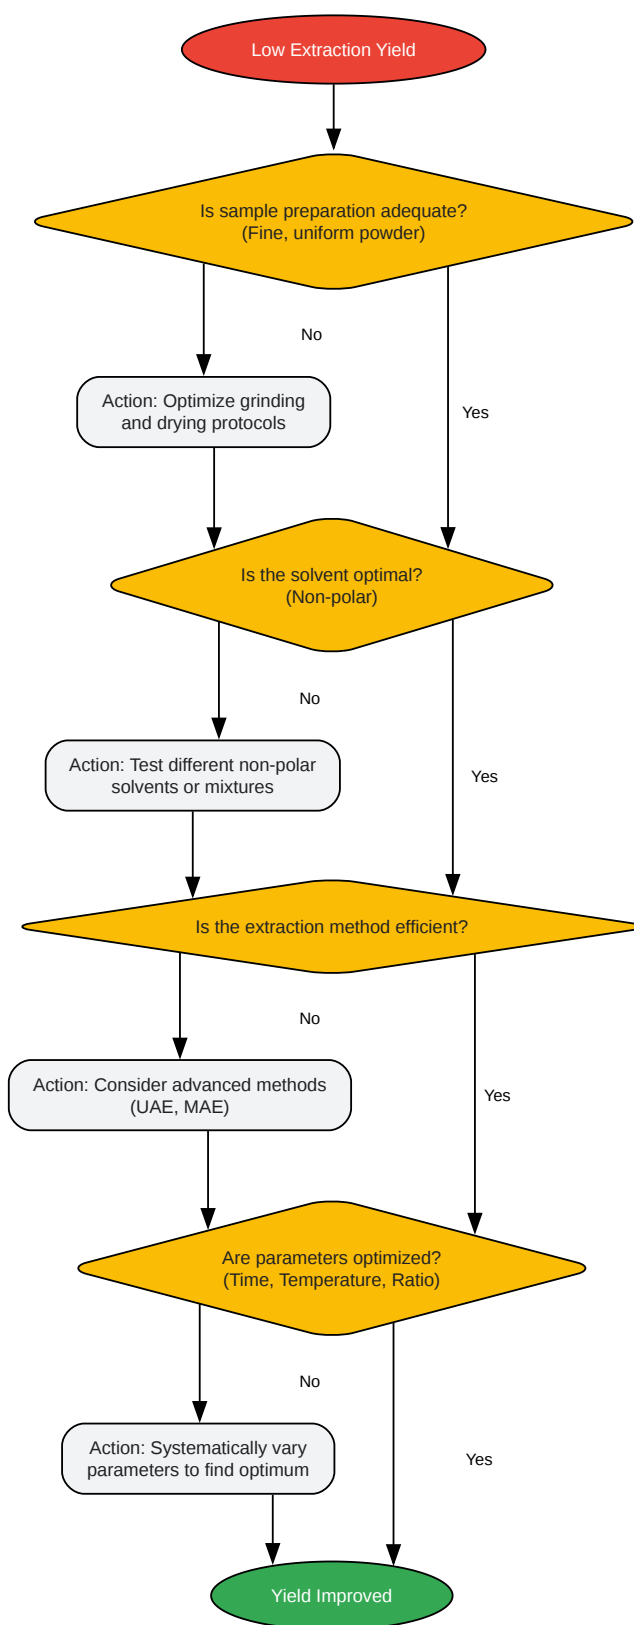 Low Extraction Yield
Is sample preparation adequate?
(Fine, uniform powder)
No
Action: Optimize grinding
and drying protocols
Yes
Is the solvent optimal?
(Non-polar)
No
Action: Test different non-polar
solvents or mixtures
Yes
Is the extraction method efficient?
No
Action: Consider advanced methods
(UAE, MAE)
Yes
Are parameters optimized?
(Time, Temperature, Ratio)
No
Action: Systematically vary
parameters to find optimum
Yes
Yield Improved